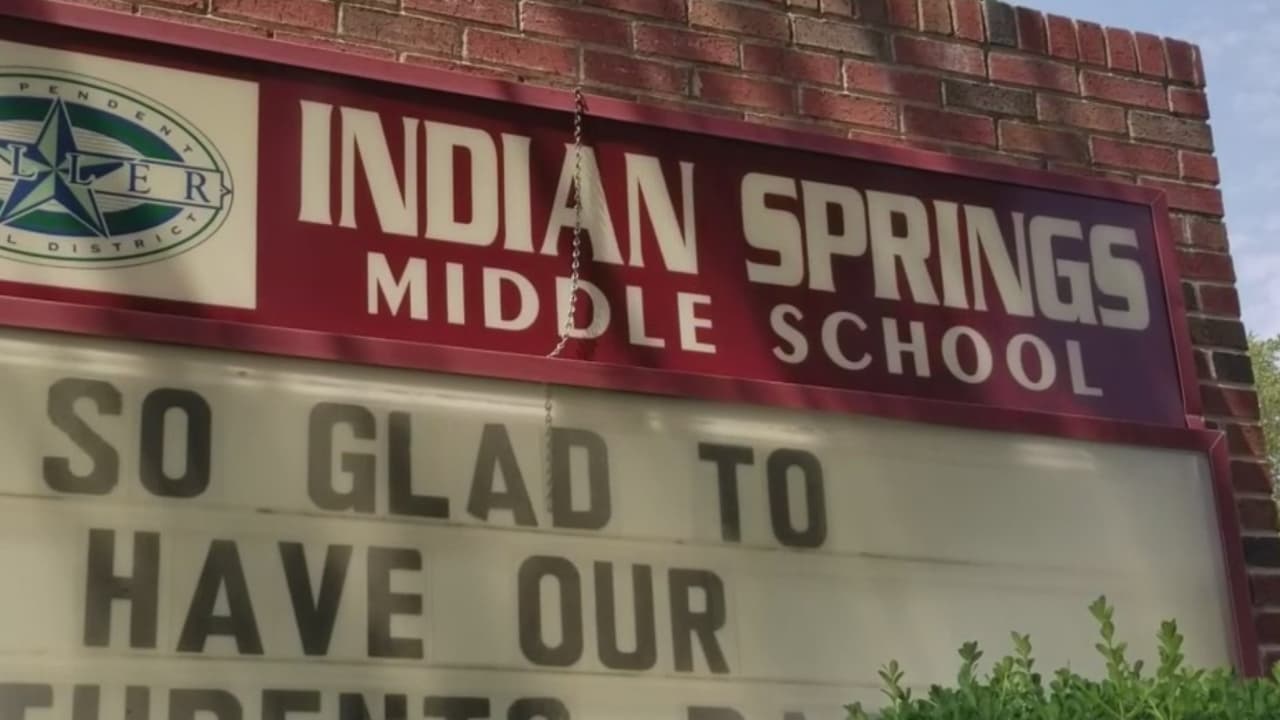 INDIAN SPRINGS
MIDDLE SCHOOL
SO GLAD TO
HAVE OUR